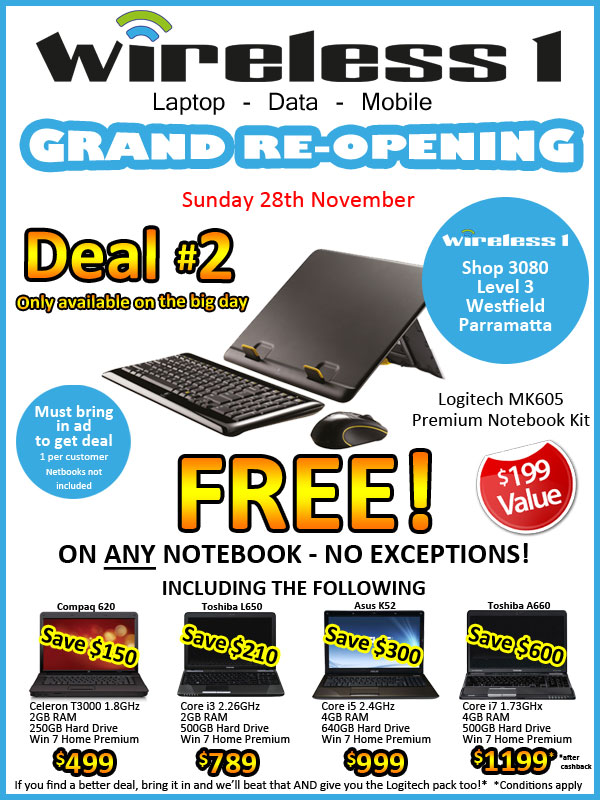 wireless 1
Laptop - Data - Mobile
GRAND RE-OPENING
Sunday 28th November
Deal #2
Only available on the big day
wireless 1
Shop 3080
Level 3
Westfield
Parramatta
Must bring
in ad
to get deal
1 per customer
Netbooks not
included
Logitech MK605
Premium Notebook Kit
$199
Value
FREE!
ON ANY NOTEBOOK - NO EXCEPTIONS!
INCLUDING THE FOLLOWING
Compaq 620
Save $150
Celeron T3000 1.8GHz
2GB RAM
250GB Hard Drive
Win 7 Home Premium
$499
Toshiba L650
Save $210
Core i3 2.26GHz
2GB RAM
500GB Hard Drive
Win 7 Home Premium
$789
Asus K52
Save $300
Core i5 2.4GHz
4GB RAM
640GB Hard Drive
Win 7 Home Premium
$999
Toshiba A660
Save $600
Core i7 1.73GHx
4GB RAM
500GB Hard Drive
Win 7 Home Premium
$1199* *after
cashback
If you find a better deal, bring it in and we'll beat that AND give you the Logitech pack too!* *Conditions apply